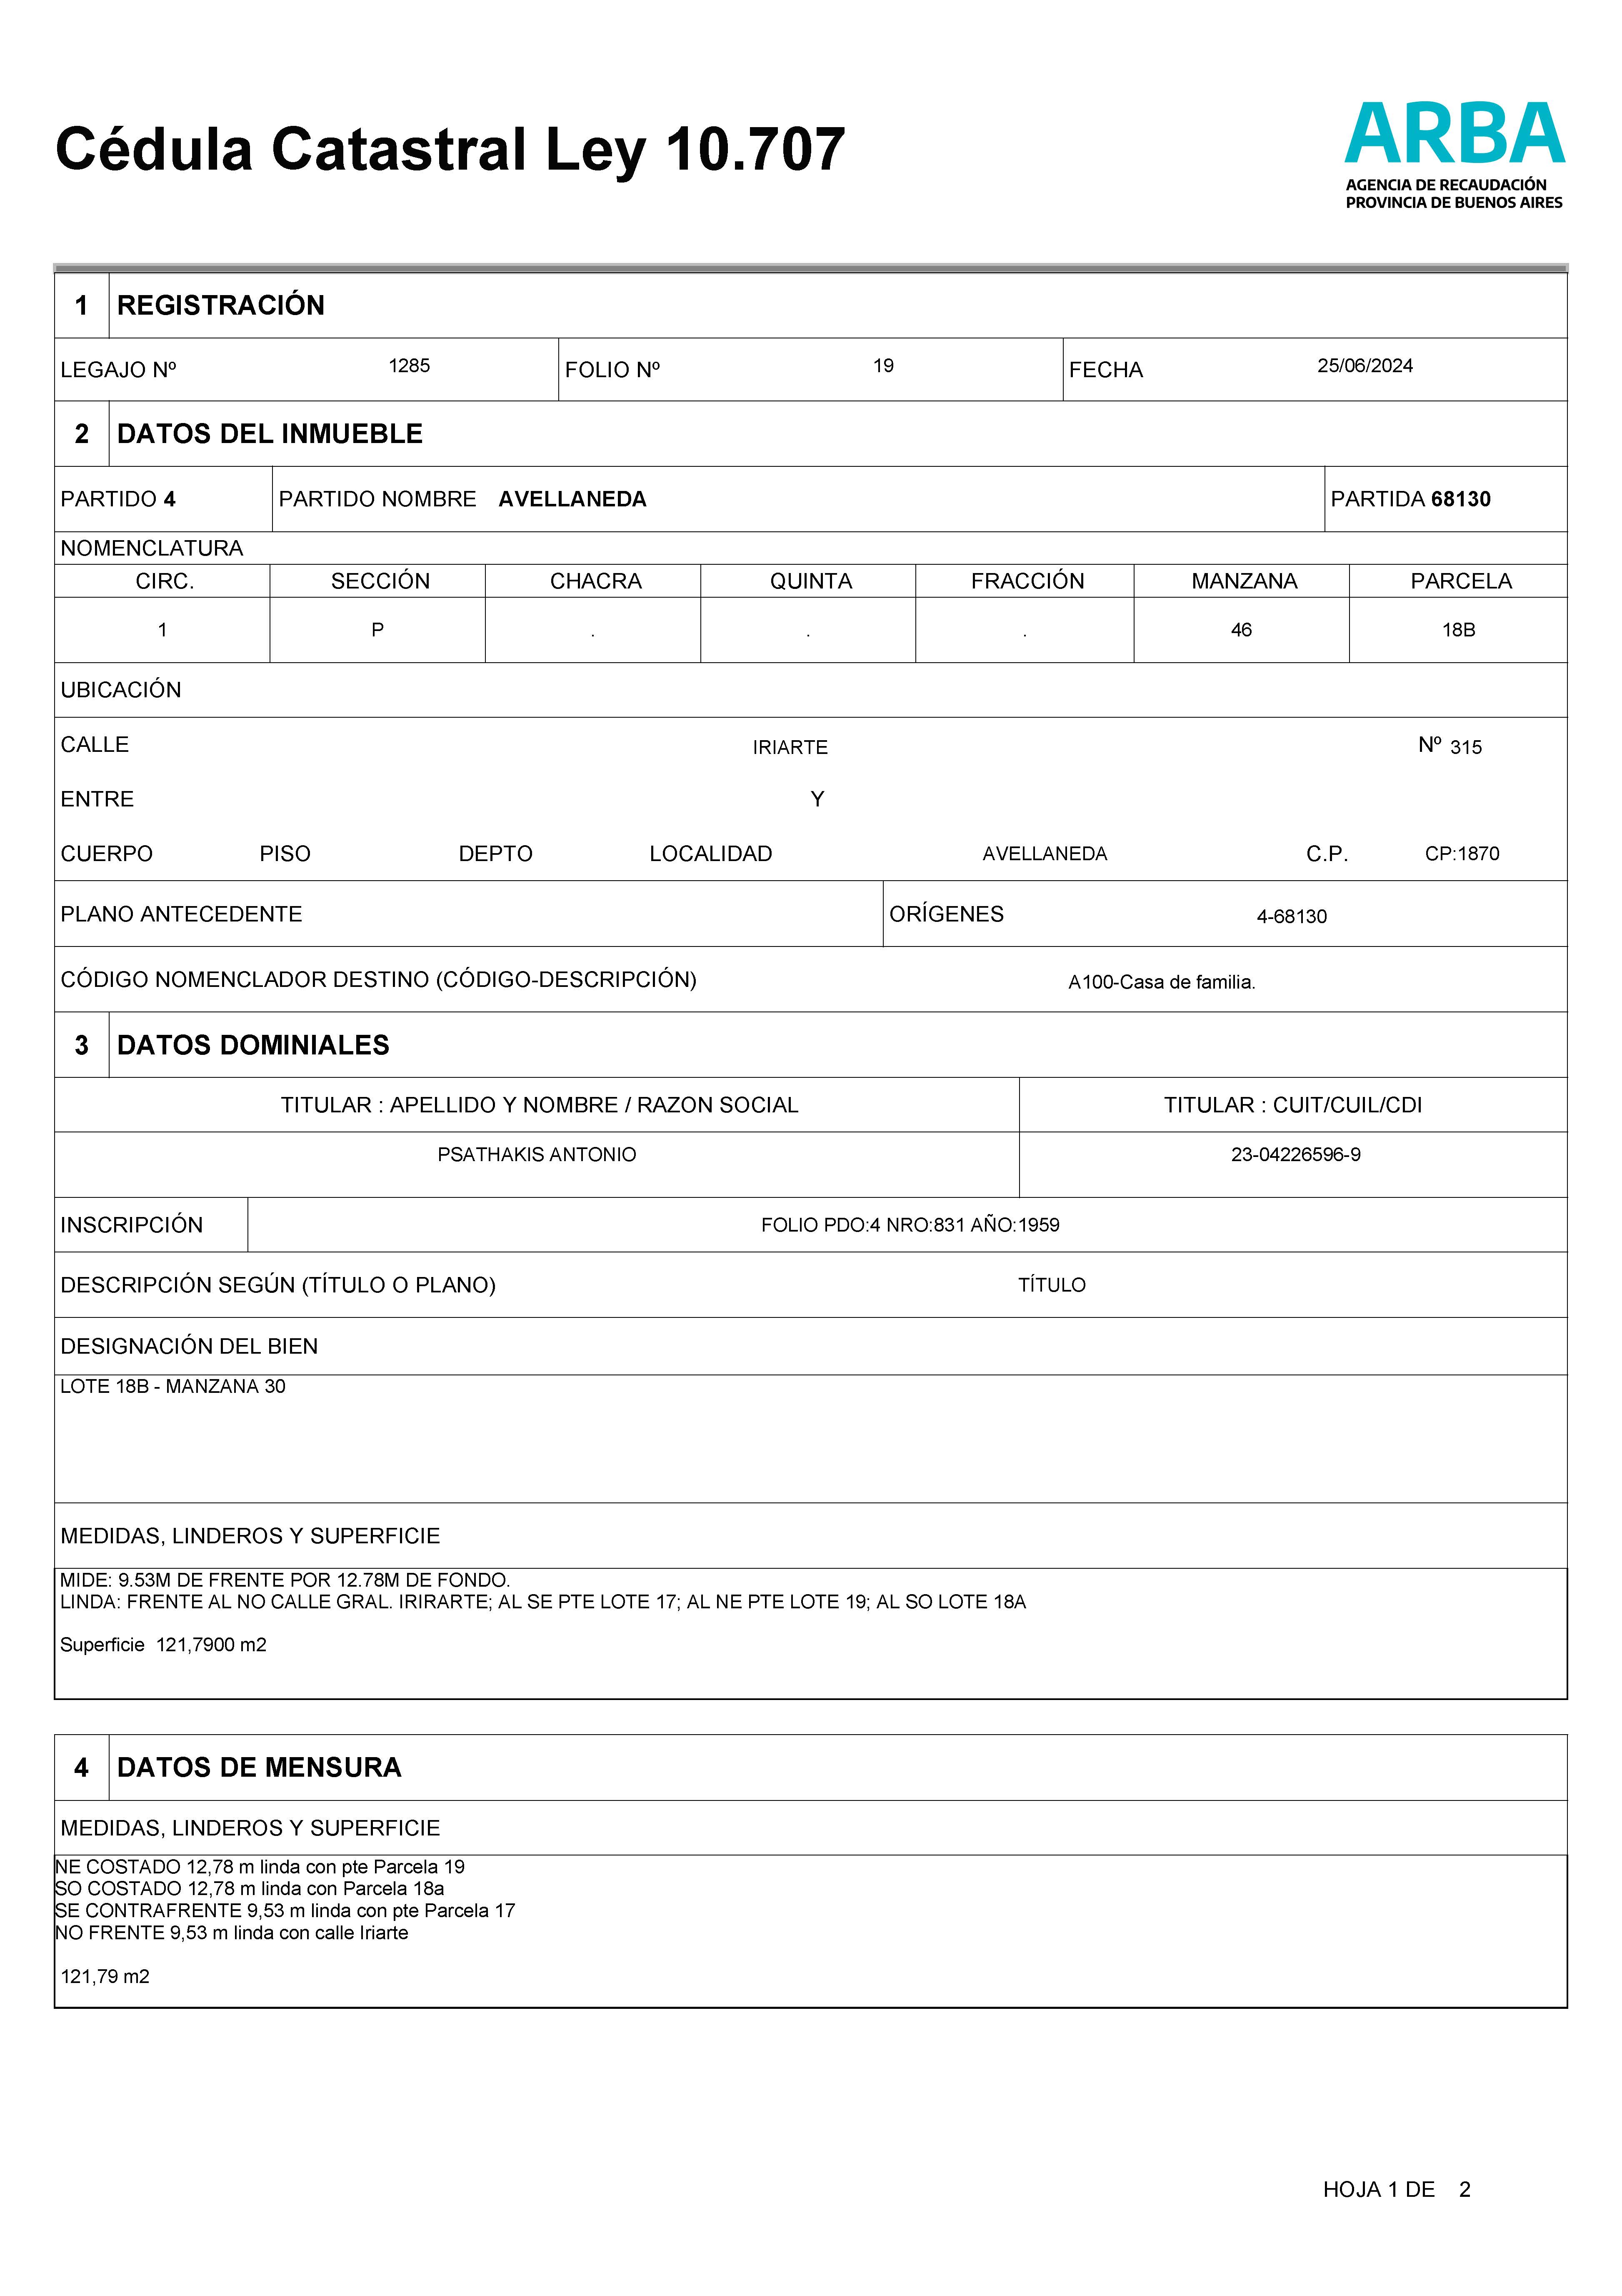 Cédula Catastral Ley 10.707
ARBA
AGENCIA DE RECAUDACIÓN
PROVINCIA DE BUENOS AIRES
1 REGISTRACIÓN
LEGAJO Nº 1285 FOLIO Nº 19 FECHA 25/06/2024
2 DATOS DEL INMUEBLE
PARTIDO 4 PARTIDO NOMBRE AVELLANEDA PARTIDA 68130
NOMENCLATURA
CIRC. SECCIÓN CHACRA QUINTA FRACCIÓN MANZANA PARCELA
1 P . . . 46 18B
UBICACIÓN
CALLE IRIARTE Nº 315
ENTRE Y
CUERPO PISO DEPTO LOCALIDAD AVELLANEDA C.P. CP:1870
PLANO ANTECEDENTE ORÍGENES 4-68130
CÓDIGO NOMENCLADOR DESTINO (CÓDIGO-DESCRIPCIÓN) A100-Casa de familia.
3 DATOS DOMINIALES
TITULAR : APELLIDO Y NOMBRE / RAZON SOCIAL TITULAR : CUIT/CUIL/CDI
PSATHAKIS ANTONIO 23-04226596-9
INSCRIPCIÓN FOLIO PDO:4 NRO:831 AÑO:1959
DESCRIPCIÓN SEGÚN (TÍTULO O PLANO) TÍTULO
DESIGNACIÓN DEL BIEN
LOTE 18B - MANZANA 30
MEDIDAS, LINDEROS Y SUPERFICIE
MIDE: 9.53M DE FRENTE POR 12.78M DE FONDO.
LINDA: FRENTE AL NO CALLE GRAL. IRIRARTE; AL SE PTE LOTE 17; AL NE PTE LOTE 19; AL SO LOTE 18A
Superficie 121,7900 m2
4 DATOS DE MENSURA
MEDIDAS, LINDEROS Y SUPERFICIE
NE COSTADO 12,78 m linda con pte Parcela 19
SO COSTADO 12,78 m linda con Parcela 18a
SE CONTRAFRENTE 9,53 m linda con pte Parcela 17
NO FRENTE 9,53 m linda con calle Iriarte
121,79 m2
HOJA 1 DE 2